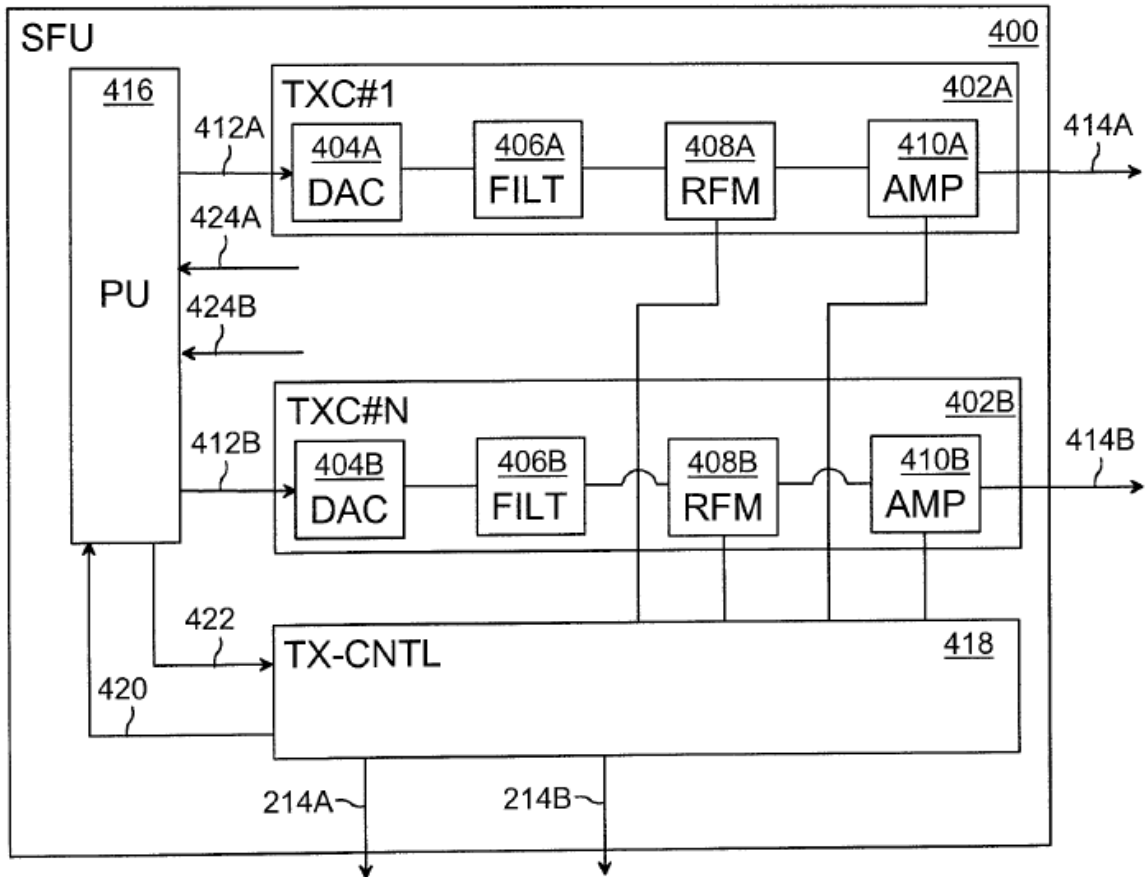 SFU
400
416
PU
412A
424A
424B
412B
TXC#1
402A
404A
DAC
406A
FILT
408A
RFM
410A
AMP
414A
TXC#N
402B
404B
DAC
406B
FILT
408B
RFM
410B
AMP
414B
422
420
TX-CNTL
418
214A
214B